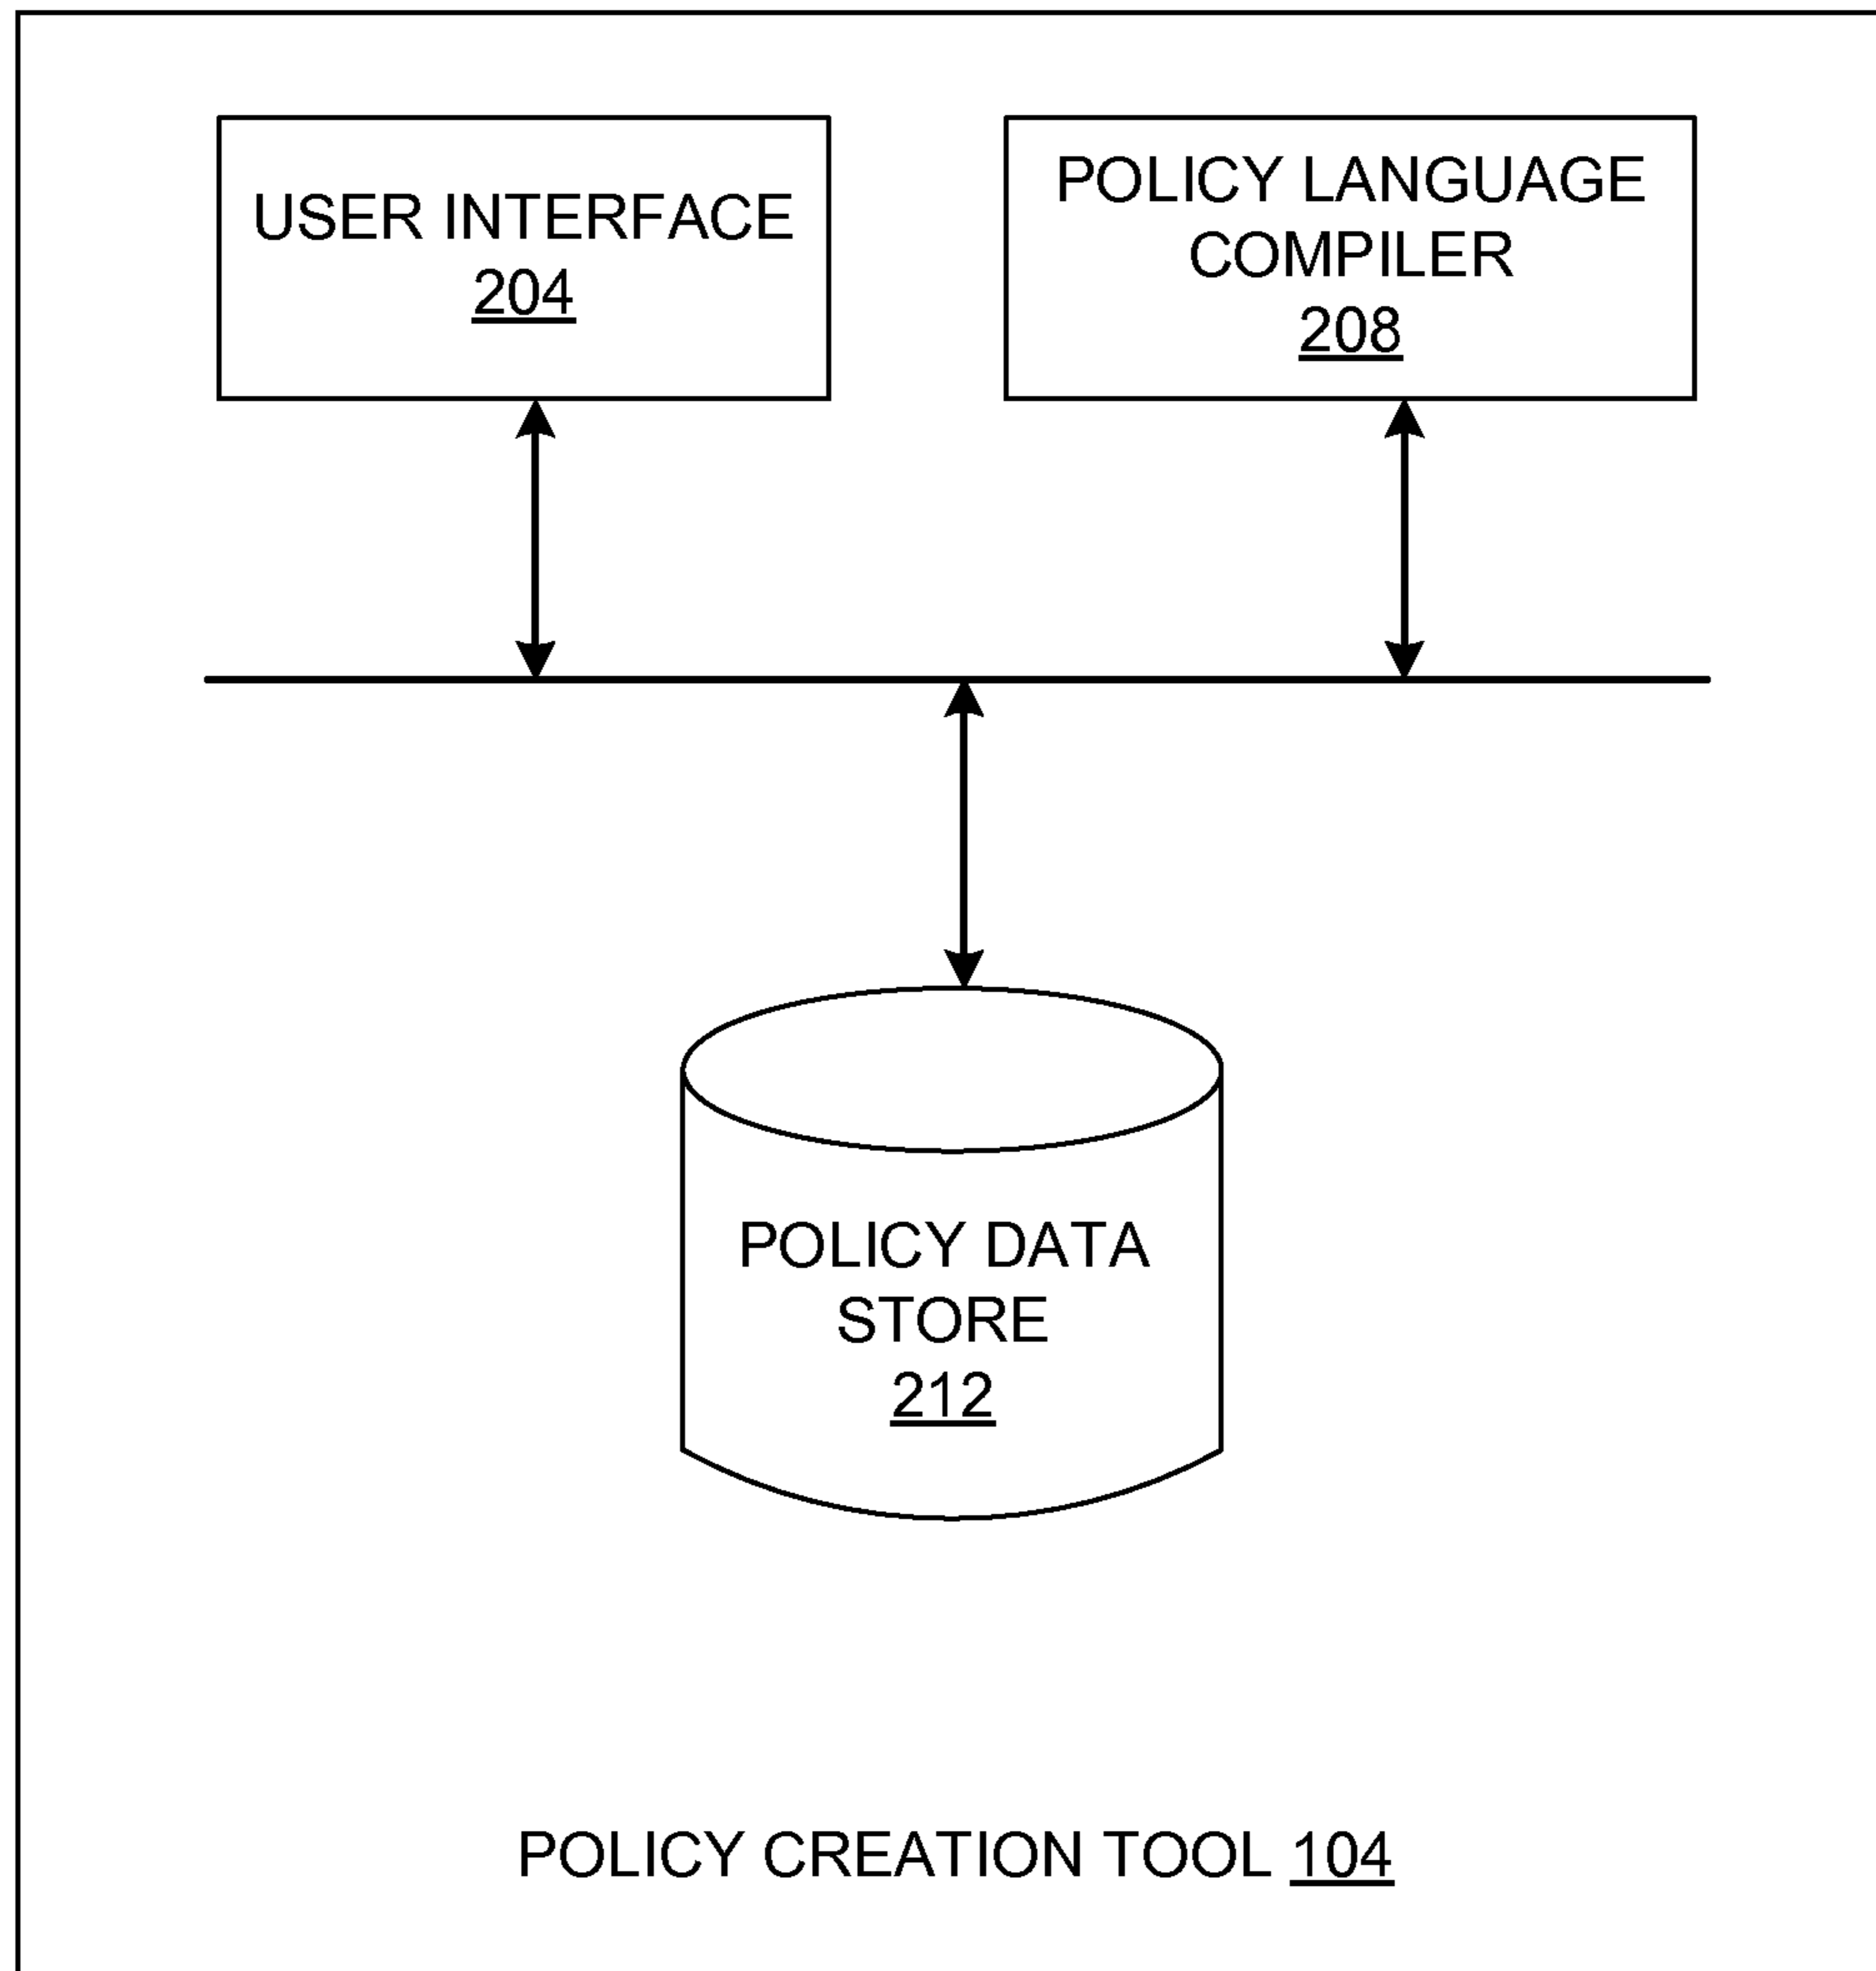 USER INTERFACE
204
POLICY LANGUAGE
COMPILER
208
POLICY DATA
STORE
212
POLICY CREATION TOOL 104